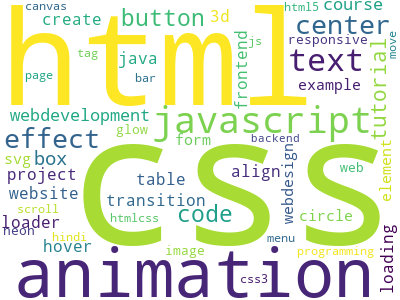 canvas
html5
course
create
button
3d
center
move
html
js
responsive
tag
java
frontend
text
tutorial
page
bar
example
webdevelopment
javascript
effect
glow
form
backend
css
svg
box
align
webdesign
web
element
project
table
website
transition
code
circle
loader
scroll
htmlcss
neon
hindi
hover
image
menu
programming
loading
animation
css3